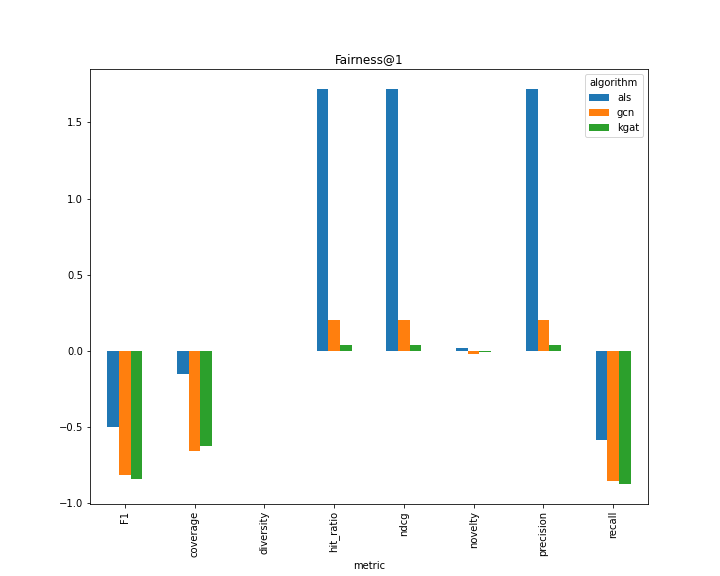 Fairness@1
algorithm
als
gcn
kgat
1.5
1.0
0.5
0.0
−0.5
−1.0
F1
coverage
diversity
hit_ratio
ndcg
novelty
precision
recall
metric